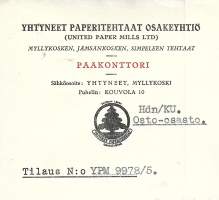 YHTYNEET PAPERITEHTAAT OSAKEYHTIÖ
(UNITED PAPER MILLS LTD)
MYLLYKOSKEN, JÄMSÄNKOSKEN, SIMPELEEN TEHTAAT
PÄÄKONTTORI
Sähköosoite: YHTYNEET, MYLLYKOSKI
Puhelin: KOUVOLA 10
Hdn/KU.
Osto-osasto.
Tilaus N:o YPM 9978/5.